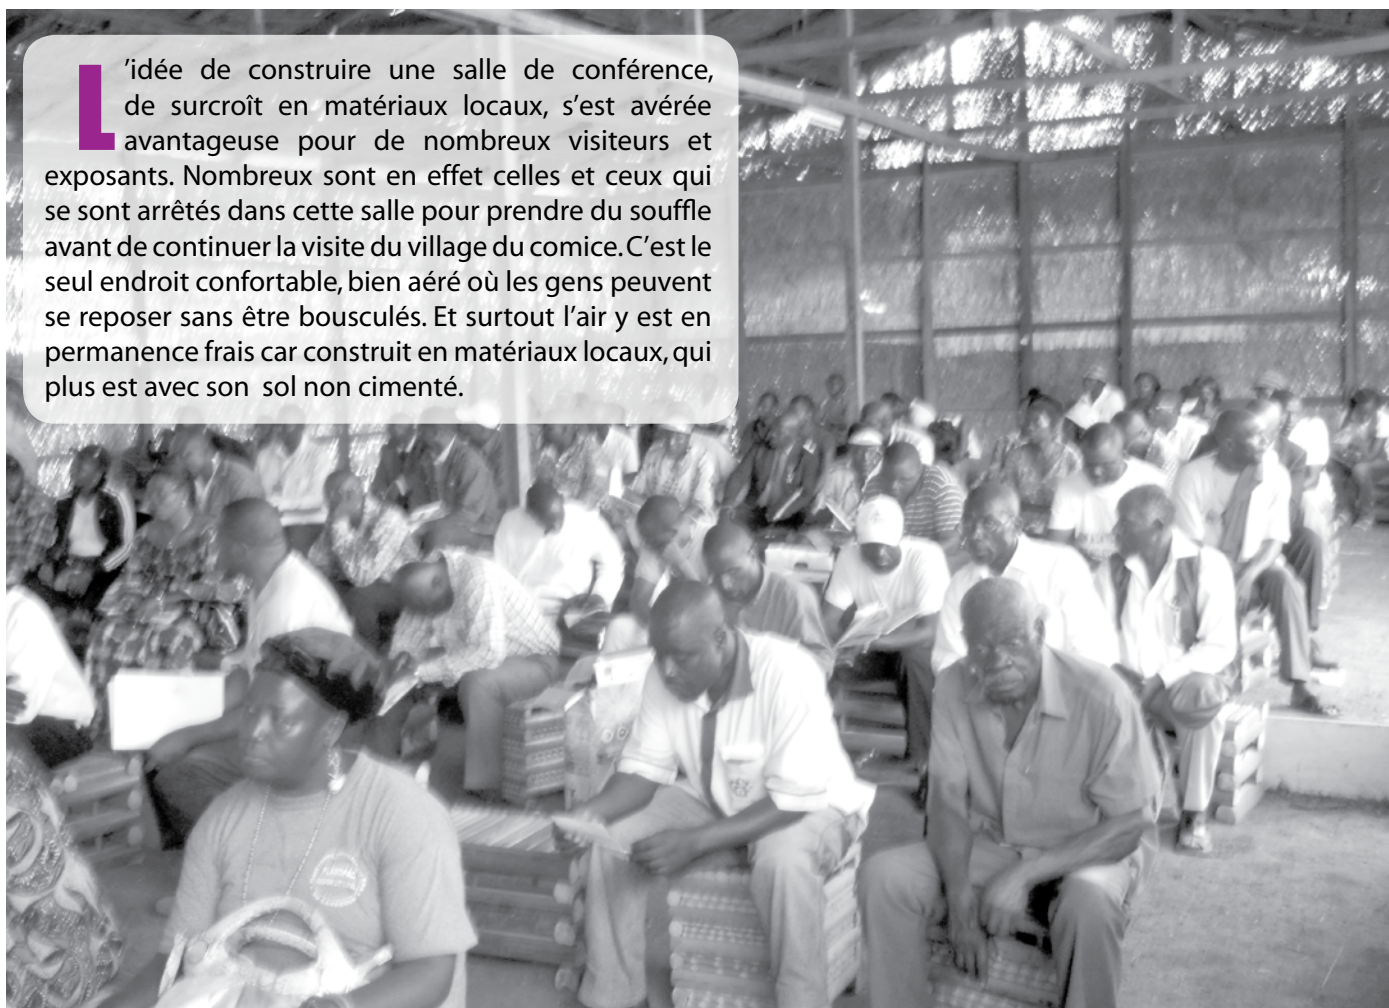 L'idée de construire une salle de conférence,
de surcroît en matériaux locaux, s'est avérée
avantageuse pour de nombreux visiteurs et
exposants. Nombreux sont en effet celles et ceux qui
se sont arrêtés dans cette salle pour prendre du souffle
avant de continuer la visite du village du comice. C'est le
seul endroit confortable, bien aéré où les gens peuvent
se reposer sans être bousculés. Et surtout l'air y est en
permanence frais car construit en matériaux locaux, qui
plus est avec son sol non cimenté.